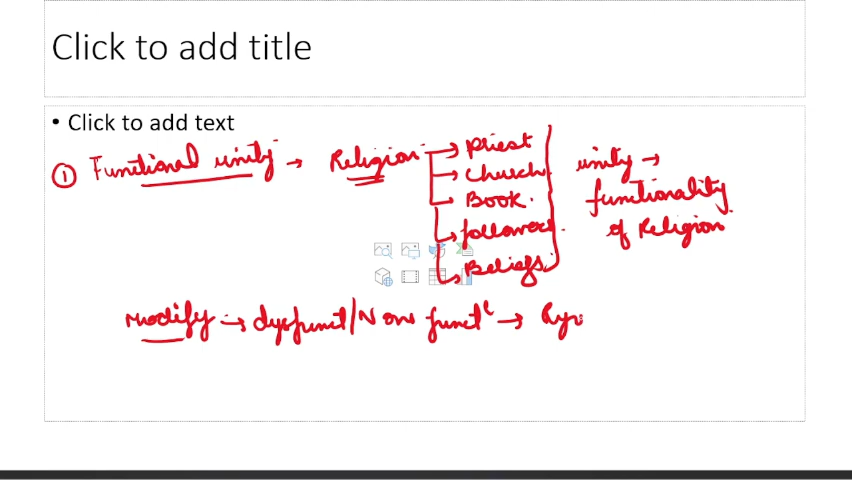 Click to add title
• Click to add text
① Functional unity → Religion → Priest
→ Church
→ Book
→ followers
→ Beliefs
unity →
functionality
of Religion
Modify → dysfunct/Non functˡ →